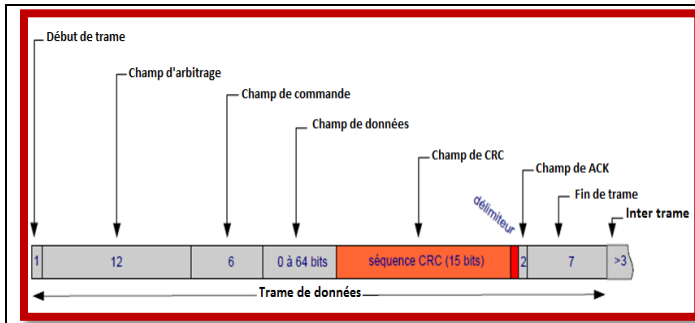 Début de trame
Champ d'arbitrage
Champ de commande
Champ de données
Champ de CRC
Champ de ACK
délimiteur
Fin de trame
Inter trame
1 12 6 0 à 64 bits séquence CRC (15 bits) 2 7 >3
Trame de données